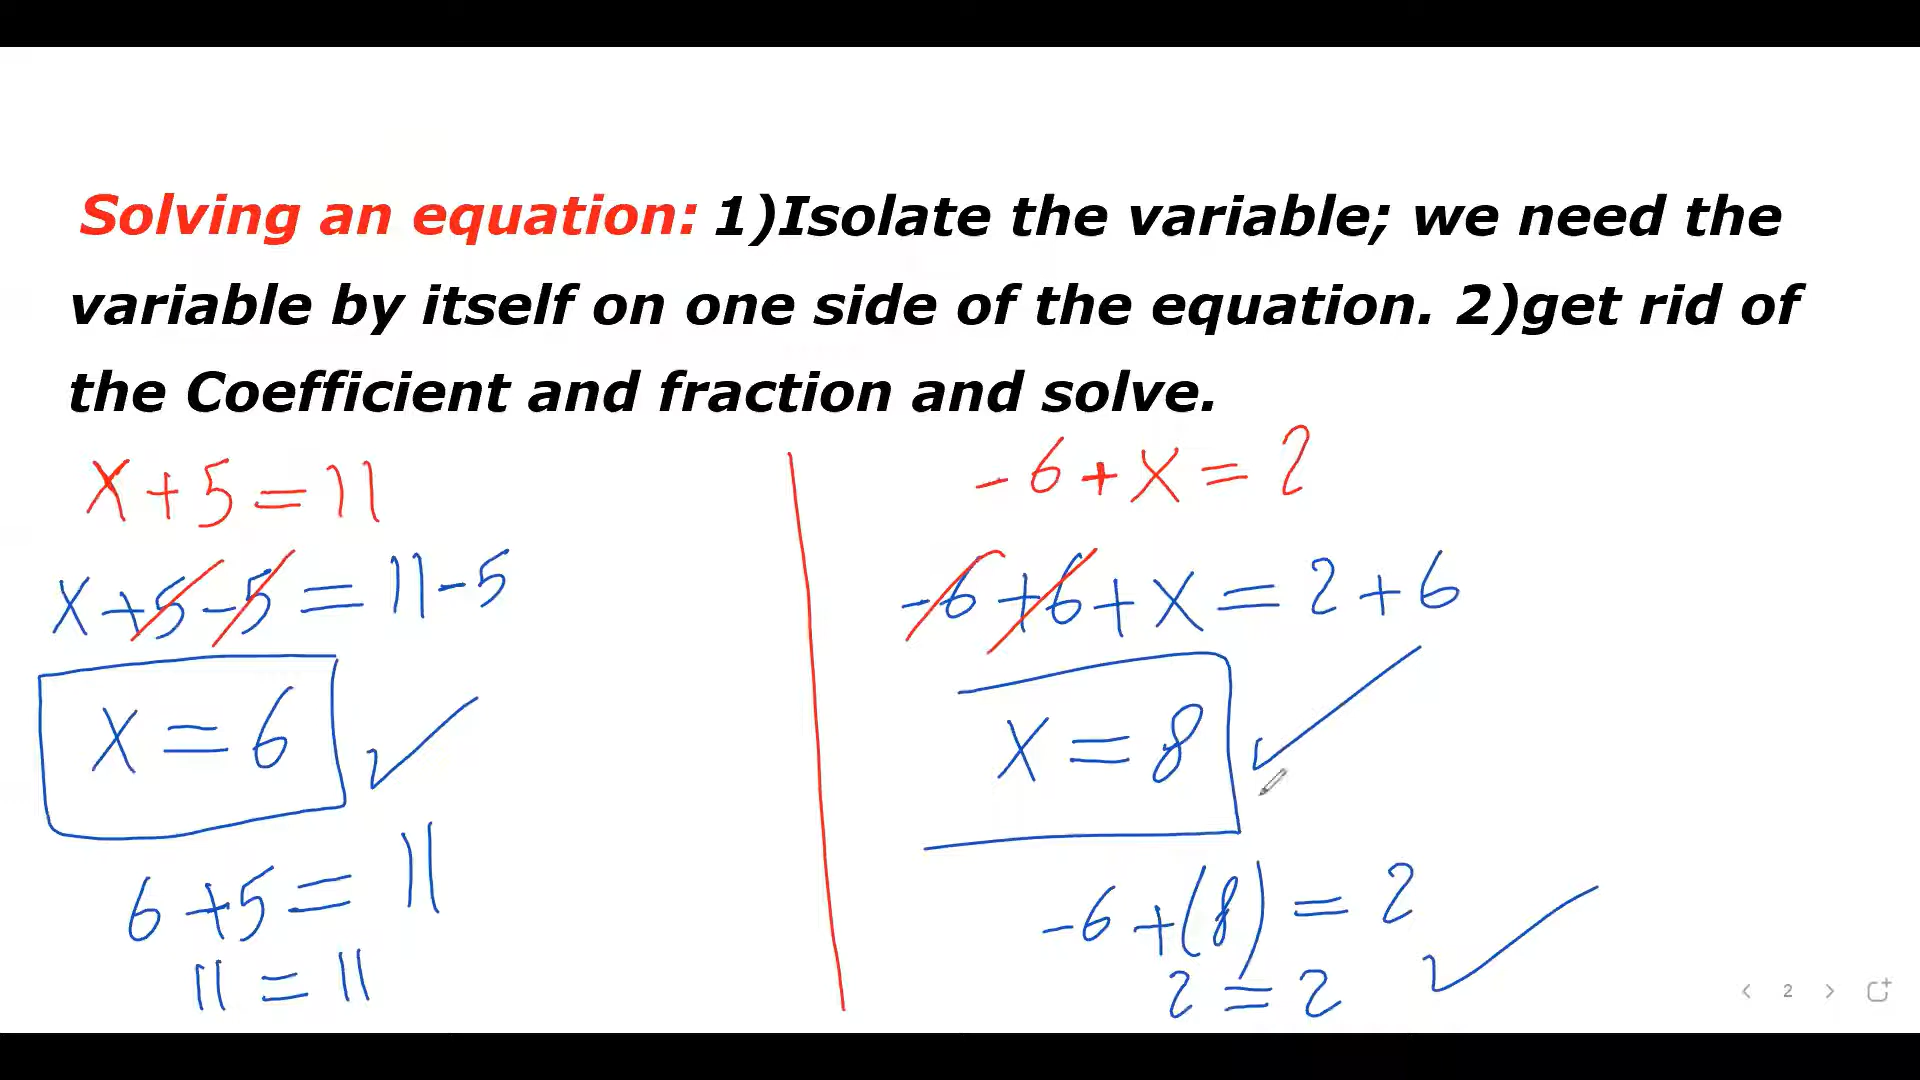 Solving an equation: 1)Isolate the variable; we need the
variable by itself on one side of the equation. 2)get rid of
the Coefficient and fraction and solve.
x + 5 = 11
x + 5 - 5 = 11 - 5
x = 6
6 + 5 = 11
11 = 11
- 6 + x = 2
- 6 + 6 + x = 2 + 6
x = 8
- 6 + (8) = 2
2 = 2
2